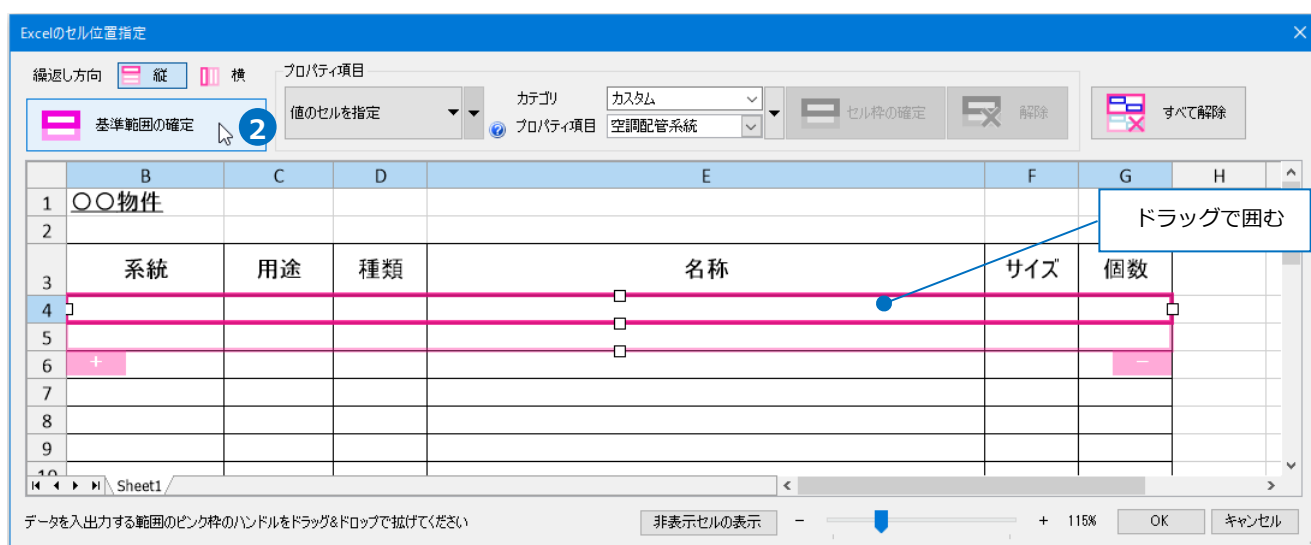 Excelのセル位置指定
繰返し方向 縦 横 プロパティ項目
基準範囲の確定 2 値のセルを指定 カテゴリ カスタム セル枠の確定 解除 すべて解除
プロパティ項目 空調配管系統
B C D E F G H
1 〇〇物件
ドラッグで囲む
2
3 系統 用途 種類 名称 サイズ 個数
4
5
6 + −
7
8
9
10
Sheet1
データを入出力する範囲のピンク枠のハンドルをドラッグ&ドロップで拡げてください 非表示セルの表示 - + 115% OK キャンセル